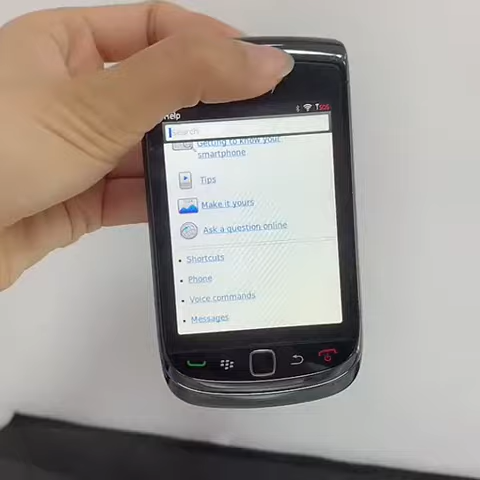 Help
SOS
Search
Getting to know your
smartphone
Tips
Make it yours
Ask a question online
Shortcuts
Phone
Voice commands
Messages